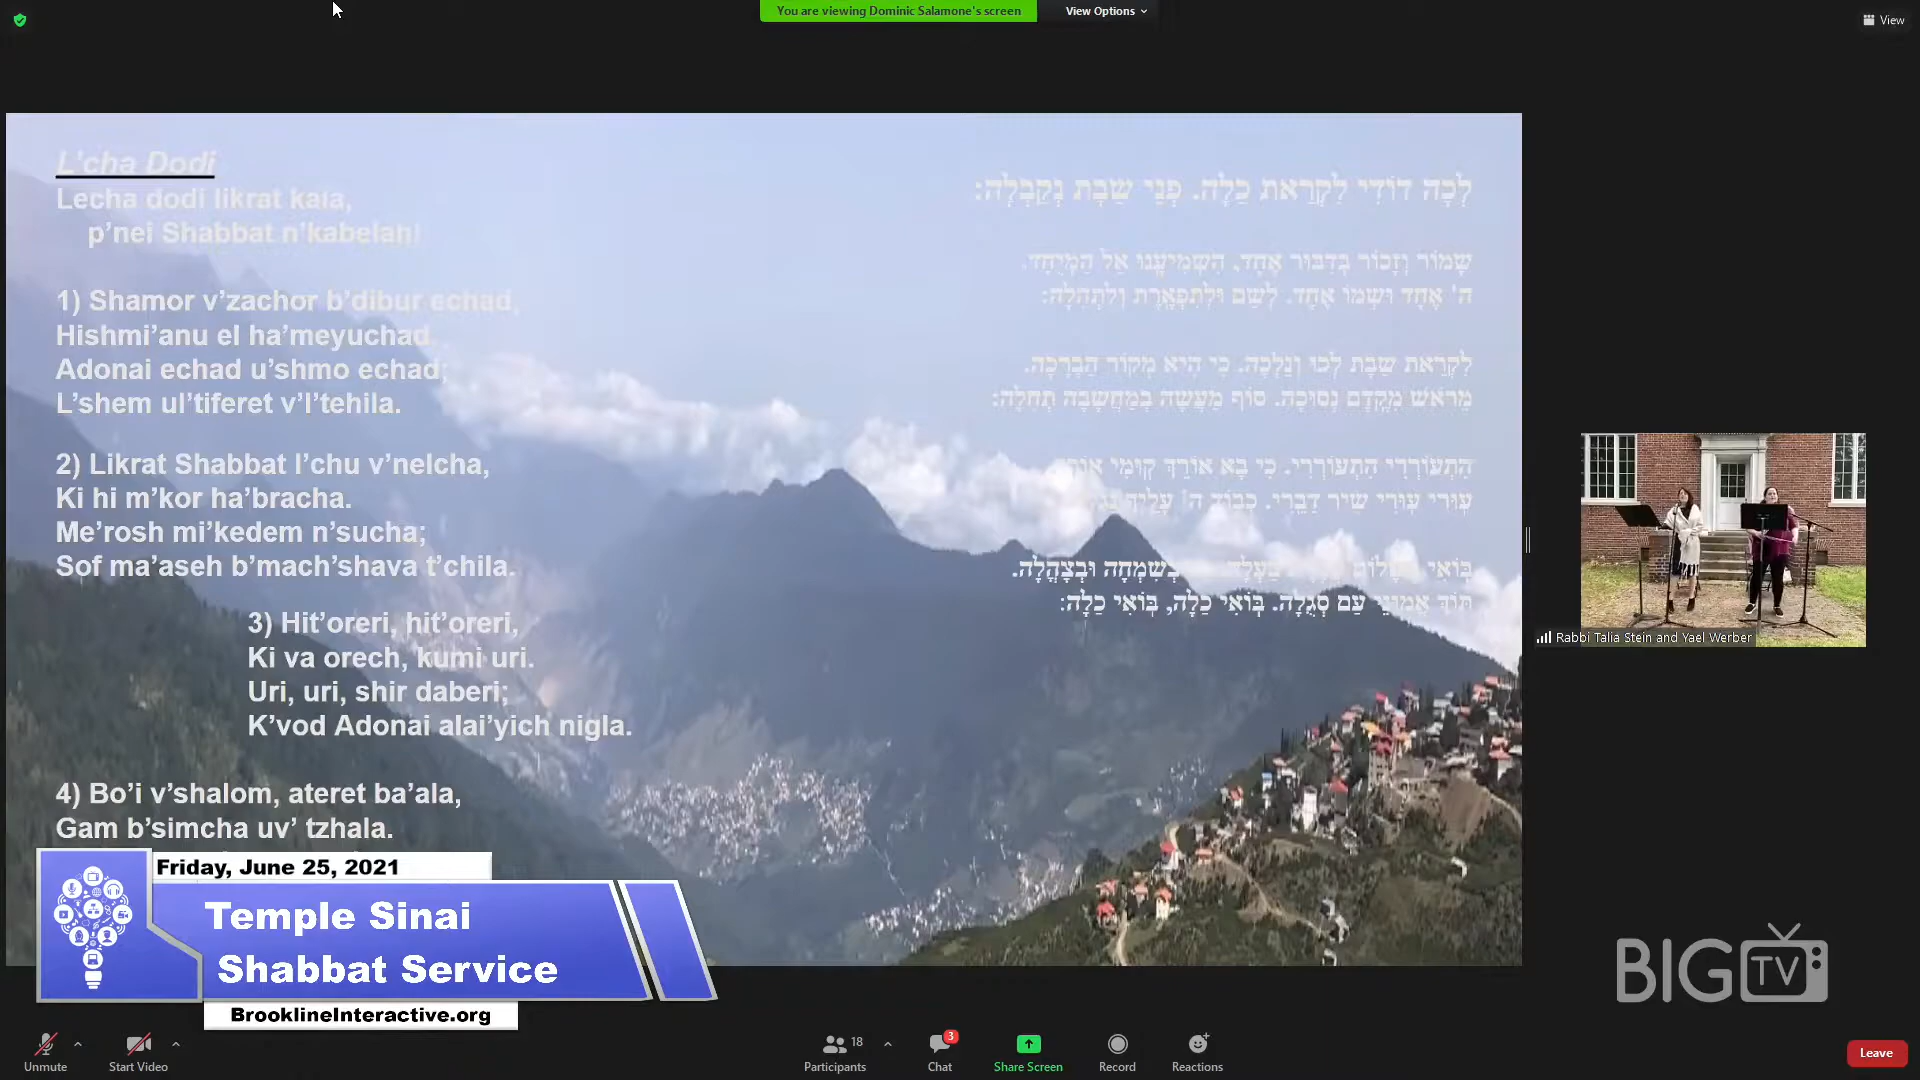 You are viewing Dominic Salamone's screen
View Options
View
L'cha Dodi
Lecha dodi likrat kala,
p'nei Shabbat n'kabelah!
1) Shamor v'zachor b'dibur echad,
Hishmi'anu el ha'meyuchad.
Adonai echad u'shmo echad;
L'shem ul'tiferet v'l'tehila.
2) Likrat Shabbat l'chu v'nelcha,
Ki hi m'kor ha'bracha.
Me'rosh mi'kedem n'sucha;
Sof ma'aseh b'mach'shava t'chila.
3) Hit'oreri, hit'oreri,
Ki va orech, kumi uri.
Uri, uri, shir daberi;
K'vod Adonai alai'yich nigla.
4) Bo'i v'shalom, ateret ba'ala,
Gam b'simcha uv' tzhala.
לְכָה דוֹדִי לִקְרַאת כַּלָּה. פְּנֵי שַׁבָּת נְקַבְּלָה:
שָׁמוֹר וְזָכוֹר בְּדִבּוּר אֶחָד, הִשְׁמִיעָנוּ אֵל הַמְּיֻחָד.
ה' אֶחָד וּשְׁמוֹ אֶחָד. לְשֵׁם וּלְתִפְאֶרֶת וְלִתְהִלָּה:
לִקְרַאת שַׁבָּת לְכוּ וְנֵלְכָה. כִּי הִיא מְקוֹר הַבְּרָכָה.
מֵרֹאשׁ מִקֶּדֶם נְסוּכָה. סוֹף מַעֲשֶׂה בְּמַחֲשָׁבָה תְּחִלָּה:
הִתְעוֹרְרִי הִתְעוֹרְרִי. כִּי בָא אוֹרֵךְ קוּמִי אוֹרִי.
עוּרִי עוּרִי שִׁיר דַּבֵּרִי. כְּבוֹד ה' עָלַיִךְ
בּוֹאִי בְשָׁלוֹם בַּעְלָהּ. בְּשִׂמְחָה וּבְצָהֳלָה.
תּוֹךְ אֱמוּנֵי עַם סְגֻלָּה. בּוֹאִי כַלָּה, בּוֹאִי כַלָּה:
Rabbi Talia Stein and Yael Werber
Friday, June 25, 2021
Temple Sinai
Shabbat Service
BrooklineInteractive.org
BIG TV
Unmute
Start Video
18
Participants
3
Chat
Share Screen
Record
Reactions
Leave